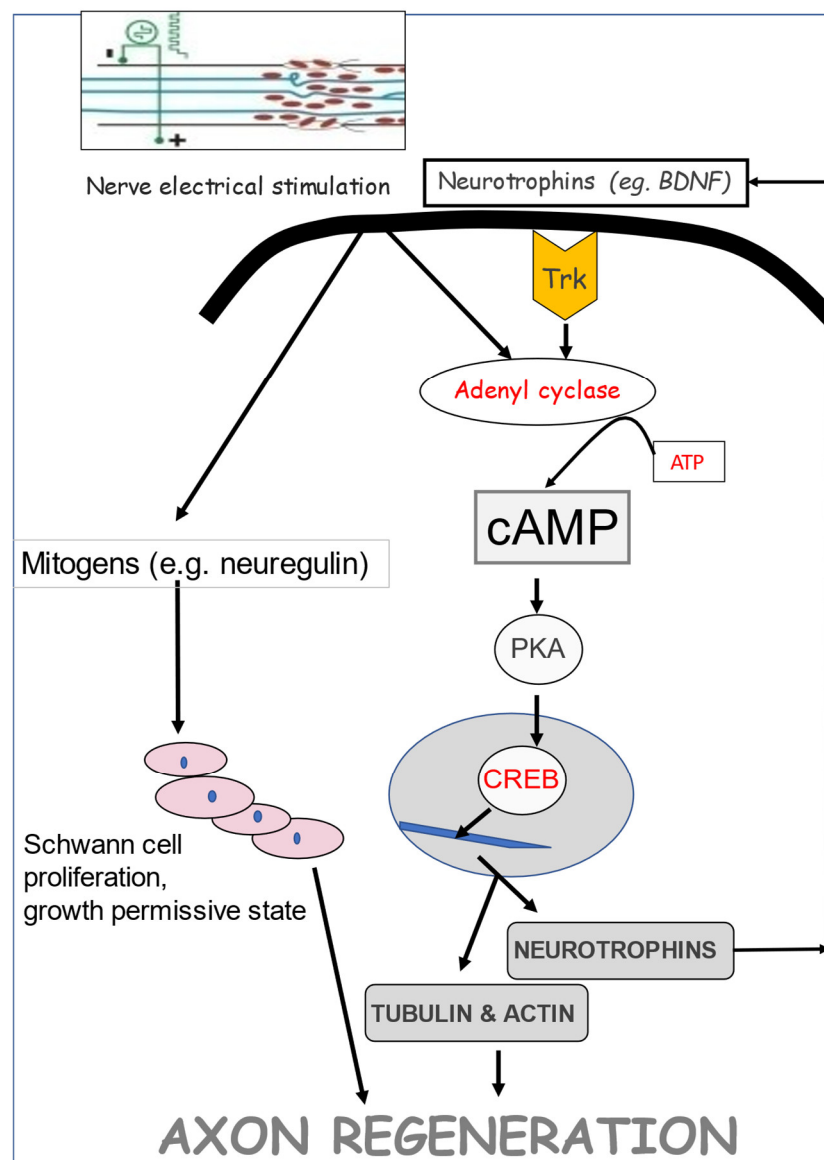 -
+
Nerve electrical stimulation
Neurotrophins (eg. BDNF)
Trk
Adenyl cyclase
ATP
cAMP
Mitogens (e.g. neuregulin)
PKA
CREB
Schwann cell
proliferation,
growth permissive state
NEUROTROPHINS
TUBULIN & ACTIN
AXON REGENERATION